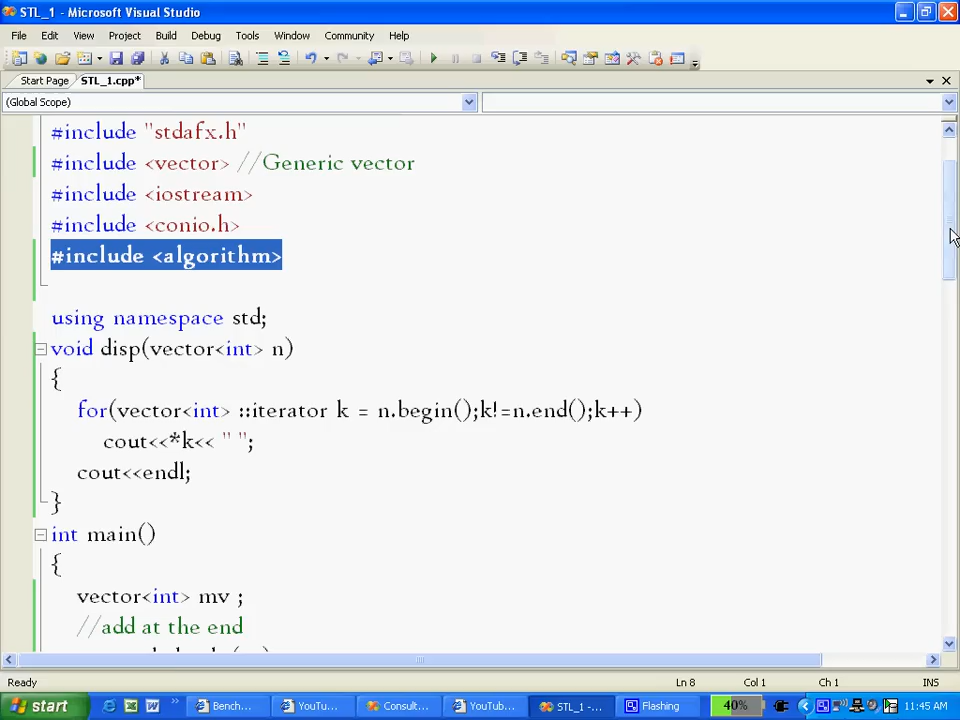 STL_1 - Microsoft Visual Studio
File Edit View Project Build Debug Tools Window Community Help
Start Page STL_1.cpp*
(Global Scope)
#include "stdafx.h"
#include <vector> //Generic vector
#include <iostream>
#include <conio.h>
#include <algorithm>
using namespace std;
void disp(vector<int> n)
{
for(vector<int> ::iterator k = n.begin();k!=n.end();k++)
cout<<*k<< " ";
cout<<endl;
}
int main()
{
vector<int> mv ;
//add at the end
Ready Ln 8 Col 1 Ch 1 INS
start Bench... YouTu... Consult... YouTub... STL_1 -... Flashing 40% 11:45 AM